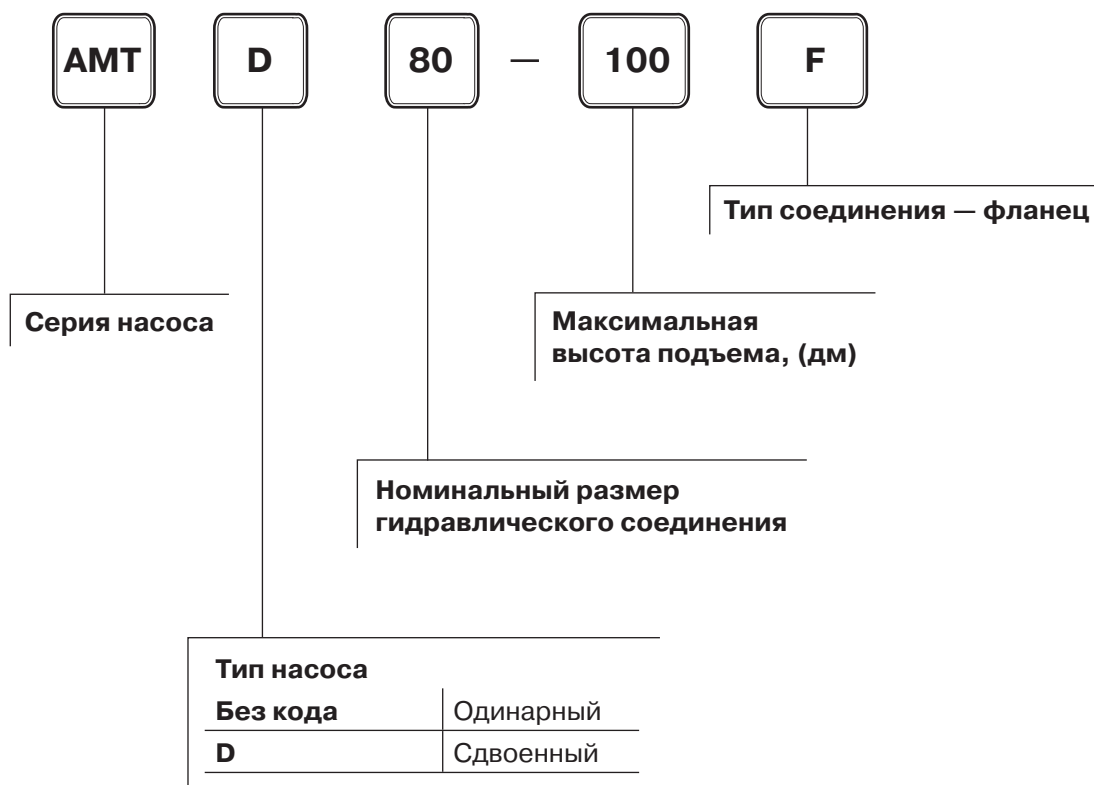 AMT D 80 — 100 F
Тип соединения — фланец
Серия насоса
Максимальная
высота подъема, (дм)
Номинальный размер
гидравлического соединения
Тип насоса
Без кода Одинарный
D Сдвоенный